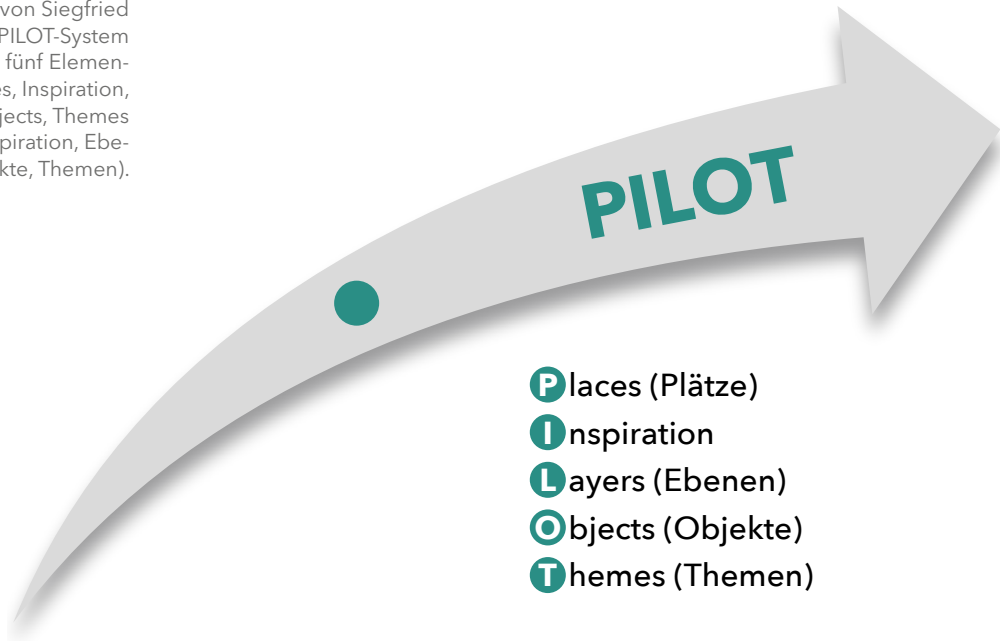 von Siegfried
PILOT-System
fünf Elemen-
es, Inspiration,
jects, Themes
piration, Ebe-
kte, Themen).
PILOT
Places (Plätze)
Inspiration
Layers (Ebenen)
Objects (Objekte)
Themes (Themen)